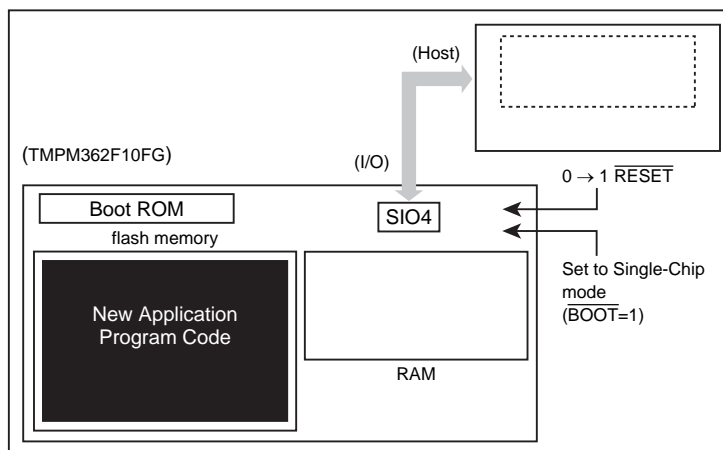 (Host)
(TMPM362F10FG)
(I/O)
0 → 1 RESET
Boot ROM
SIO4
flash memory
Set to Single-Chip
mode
(BOOT=1)
New Application
Program Code
RAM